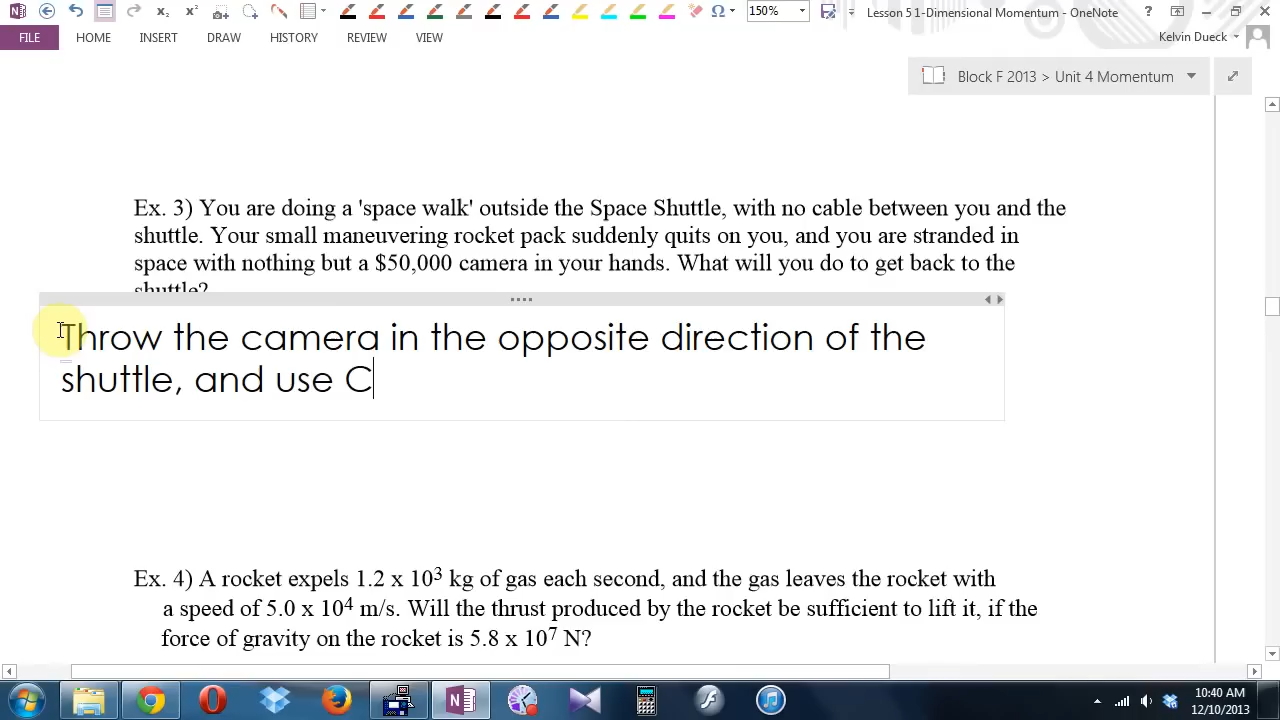 150%
Lesson 5 1-Dimensional Momentum - OneNote
FILE
HOME
INSERT
DRAW
HISTORY
REVIEW
VIEW
Kelvin Dueck
Block F 2013 > Unit 4 Momentum
Ex. 3) You are doing a 'space walk' outside the Space Shuttle, with no cable between you and the
shuttle. Your small maneuvering rocket pack suddenly quits on you, and you are stranded in
space with nothing but a $50,000 camera in your hands. What will you do to get back to the
shuttle?
Throw the camera in the opposite direction of the
shuttle, and use C
Ex. 4) A rocket expels 1.2 x 10³ kg of gas each second, and the gas leaves the rocket with
a speed of 5.0 x 10⁴ m/s. Will the thrust produced by the rocket be sufficient to lift it, if the
force of gravity on the rocket is 5.8 x 10⁷ N?
10:40 AM
12/10/2013